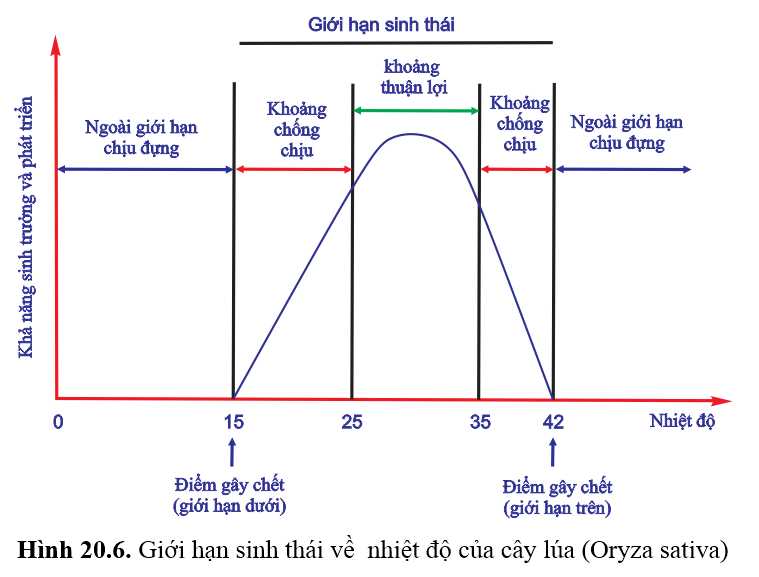 Giới hạn sinh thái
khoảng
thuận lợi
Khoảng
chống
chịu
Khoảng
chống
chịu
Ngoài giới hạn
chịu đựng
Ngoài giới hạn
chịu đựng
Khả năng sinh trưởng và phát triển
0
15
25
35
42
Nhiệt độ
Điểm gây chết
(giới hạn dưới)
Điểm gây chết
(giới hạn trên)
Hình 20.6. Giới hạn sinh thái về nhiệt độ của cây lúa (Oryza sativa)